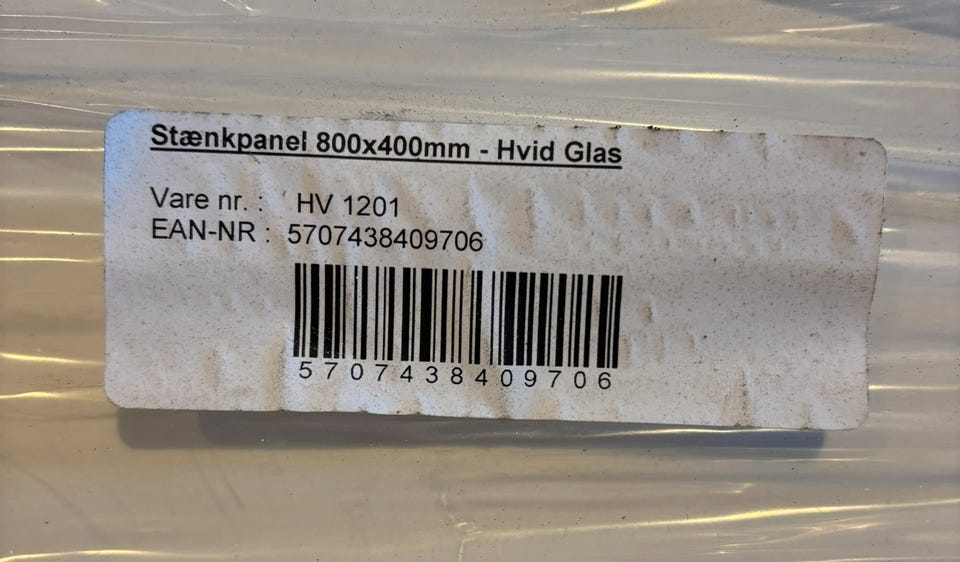 Stænkpanel 800x400mm - Hvid Glas
Vare nr. : HV 1201
EAN-NR : 5707438409706
5707438409706